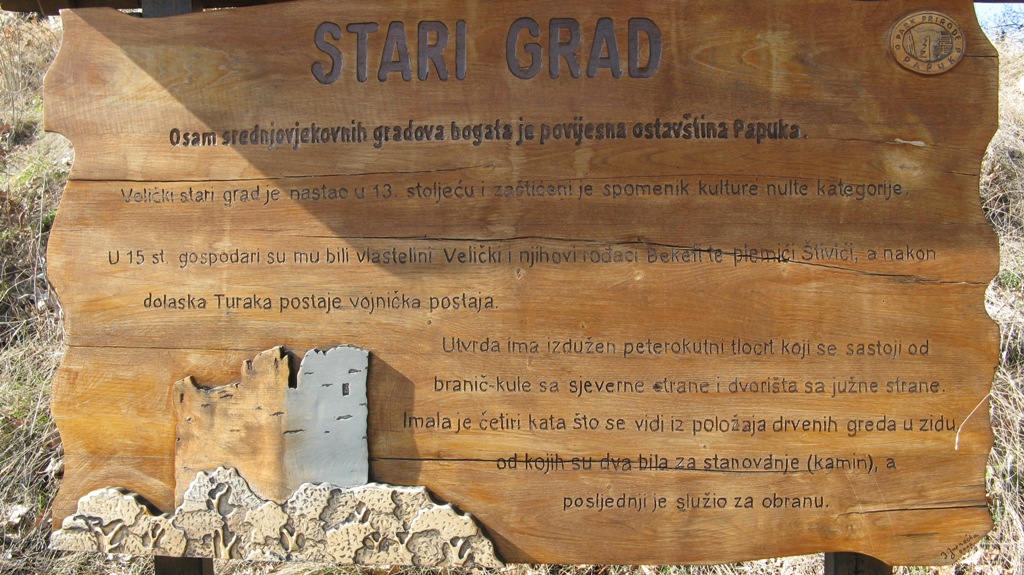 STARI GRAD
PARK PRIRODE
PAPUK
Osam srednjovjekovnih gradova bogata je povijesna ostavština Papuka.
Velički stari grad je nastao u 13. stoljeću i zaštićeni je spomenik kulture nulte kategorije.
U 15 st. gospodari su mu bili vlastelini Velički i njihovi rođaci Bekefi te plemići Šlivići, a nakon
dolaska Turaka postaje vojnička postaja.
Utvrda ima izdužen peterokutni tlocrt koji se sastoji od
branič-kule sa sjeverne strane i dvorišta sa južne strane.
Imala je četiri kata što se vidi iz položaja drvenih greda u zidu
od kojih su dva bila za stanovanje (kamin), a
posljednji je služio za obranu.